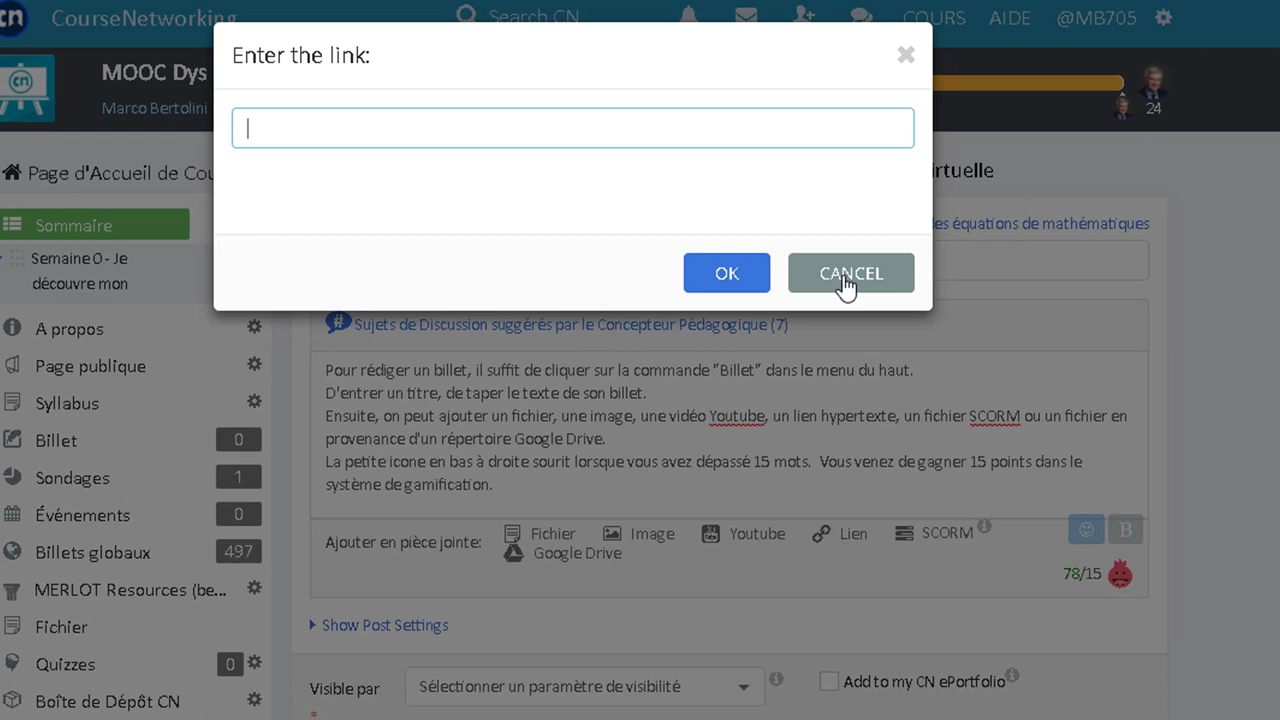 cn CourseNetworking Search CN COURS AIDE @MB705
Enter the link:
MOOC Dys
Marco Bertolini
24
cn
Page d'Accueil de Cou
irtuelle
OK CANCEL
Sommaire
des équations de mathématiques
Semaine 0 - Je
découvre mon
A propos
Page publique
Syllabus
Billet 0
Sondages 1
Événements 0
Billets globaux 497
MERLOT Resources (be...
Fichier
Quizzes 0
Boîte de Dépôt CN
# Sujets de Discussion suggérés par le Concepteur Pédagogique (7)
Pour rédiger un billet, il suffit de cliquer sur la commande "Billet" dans le menu du haut.
D'entrer un titre, de taper le texte de son billet.
Ensuite, on peut ajouter un fichier, une image, une vidéo Youtube, un lien hypertexte, un fichier SCORM ou un fichier en
provenance d'un répertoire Google Drive.
La petite icone en bas à droite sourit lorsque vous avez dépassé 15 mots. Vous venez de gagner 15 points dans le
système de gamification.
Ajouter en pièce jointe: Fichier Image Youtube Lien SCORM
Google Drive
B
78/15
Show Post Settings
Visible par Sélectionner un paramètre de visibilité Add to my CN ePortfolio
*